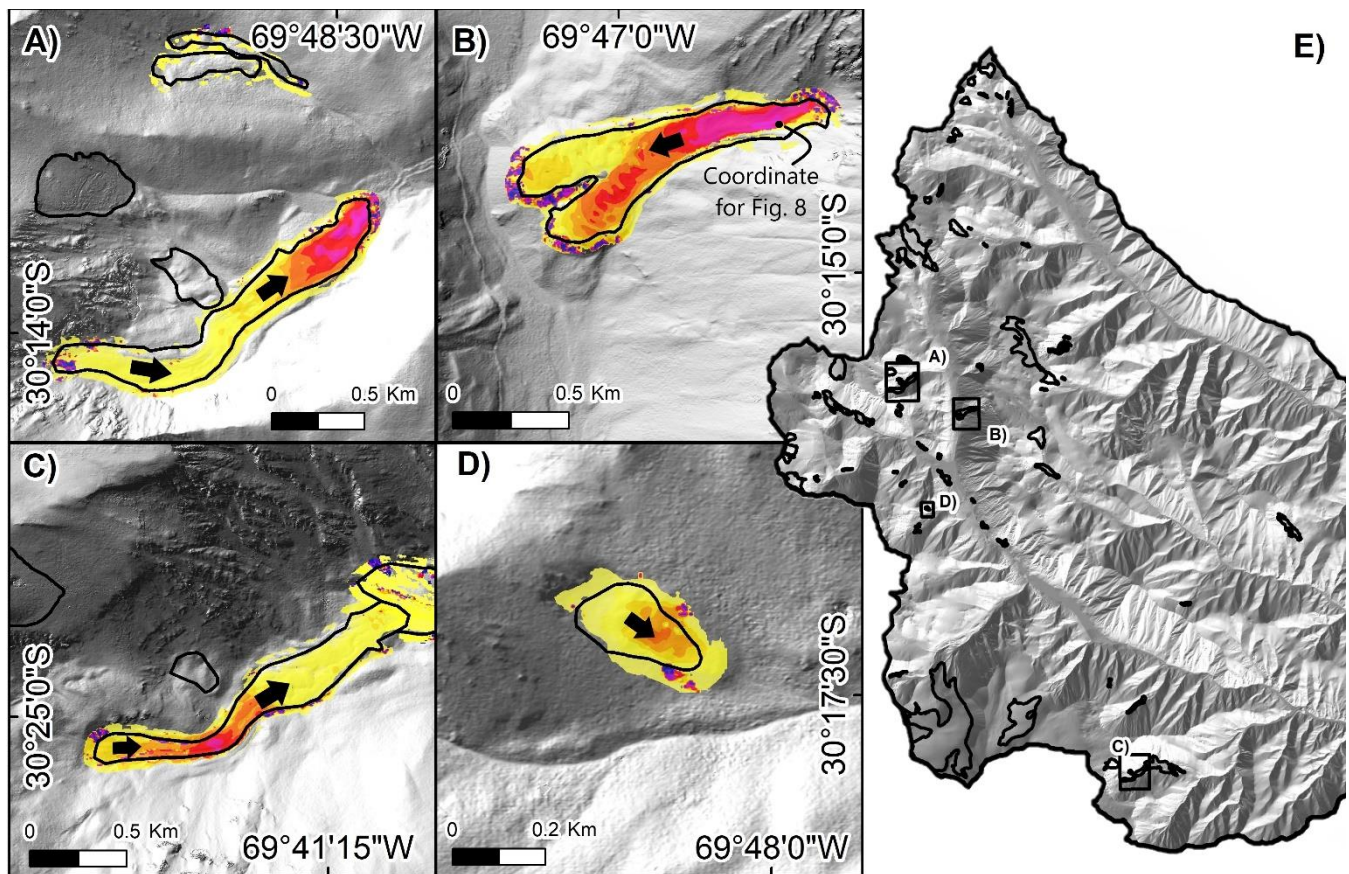 A)
69°48'30"W
30°14'0"S
0 0.5 Km
B)
69°47'0"W
Coordinate
for Fig. 8
30°15'0"S
0 0.5 Km
C)
30°25'0"S
0 0.5 Km
69°41'15"W
D)
30°17'30"S
0 0.2 Km
69°48'0"W
E)
A)
B)
D)
C)